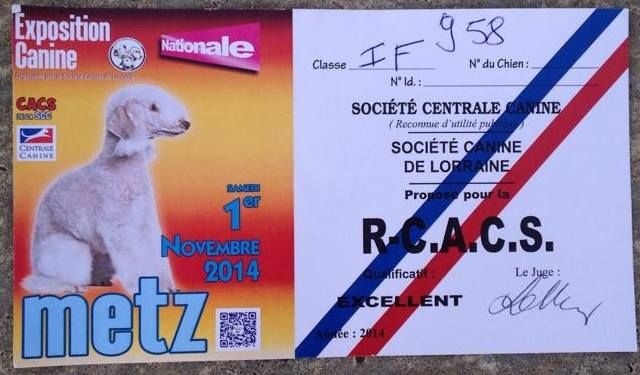 Exposition
Canine
Nationale
CACS
DE LA SCC
CENTRALE
CANINE
SAMEDI
1er
NOVEMBRE
2014
metz
Classe IF 958 N° du Chien :
N° Id. :
SOCIÉTÉ CENTRALE CANINE
( Reconnue d'utilité publique )
SOCIÉTÉ CANINE
DE LORRAINE
Proposé pour la
R-C.A.C.S.
Qualificatif : Le Juge :
EXCELLENT
Année : 2014